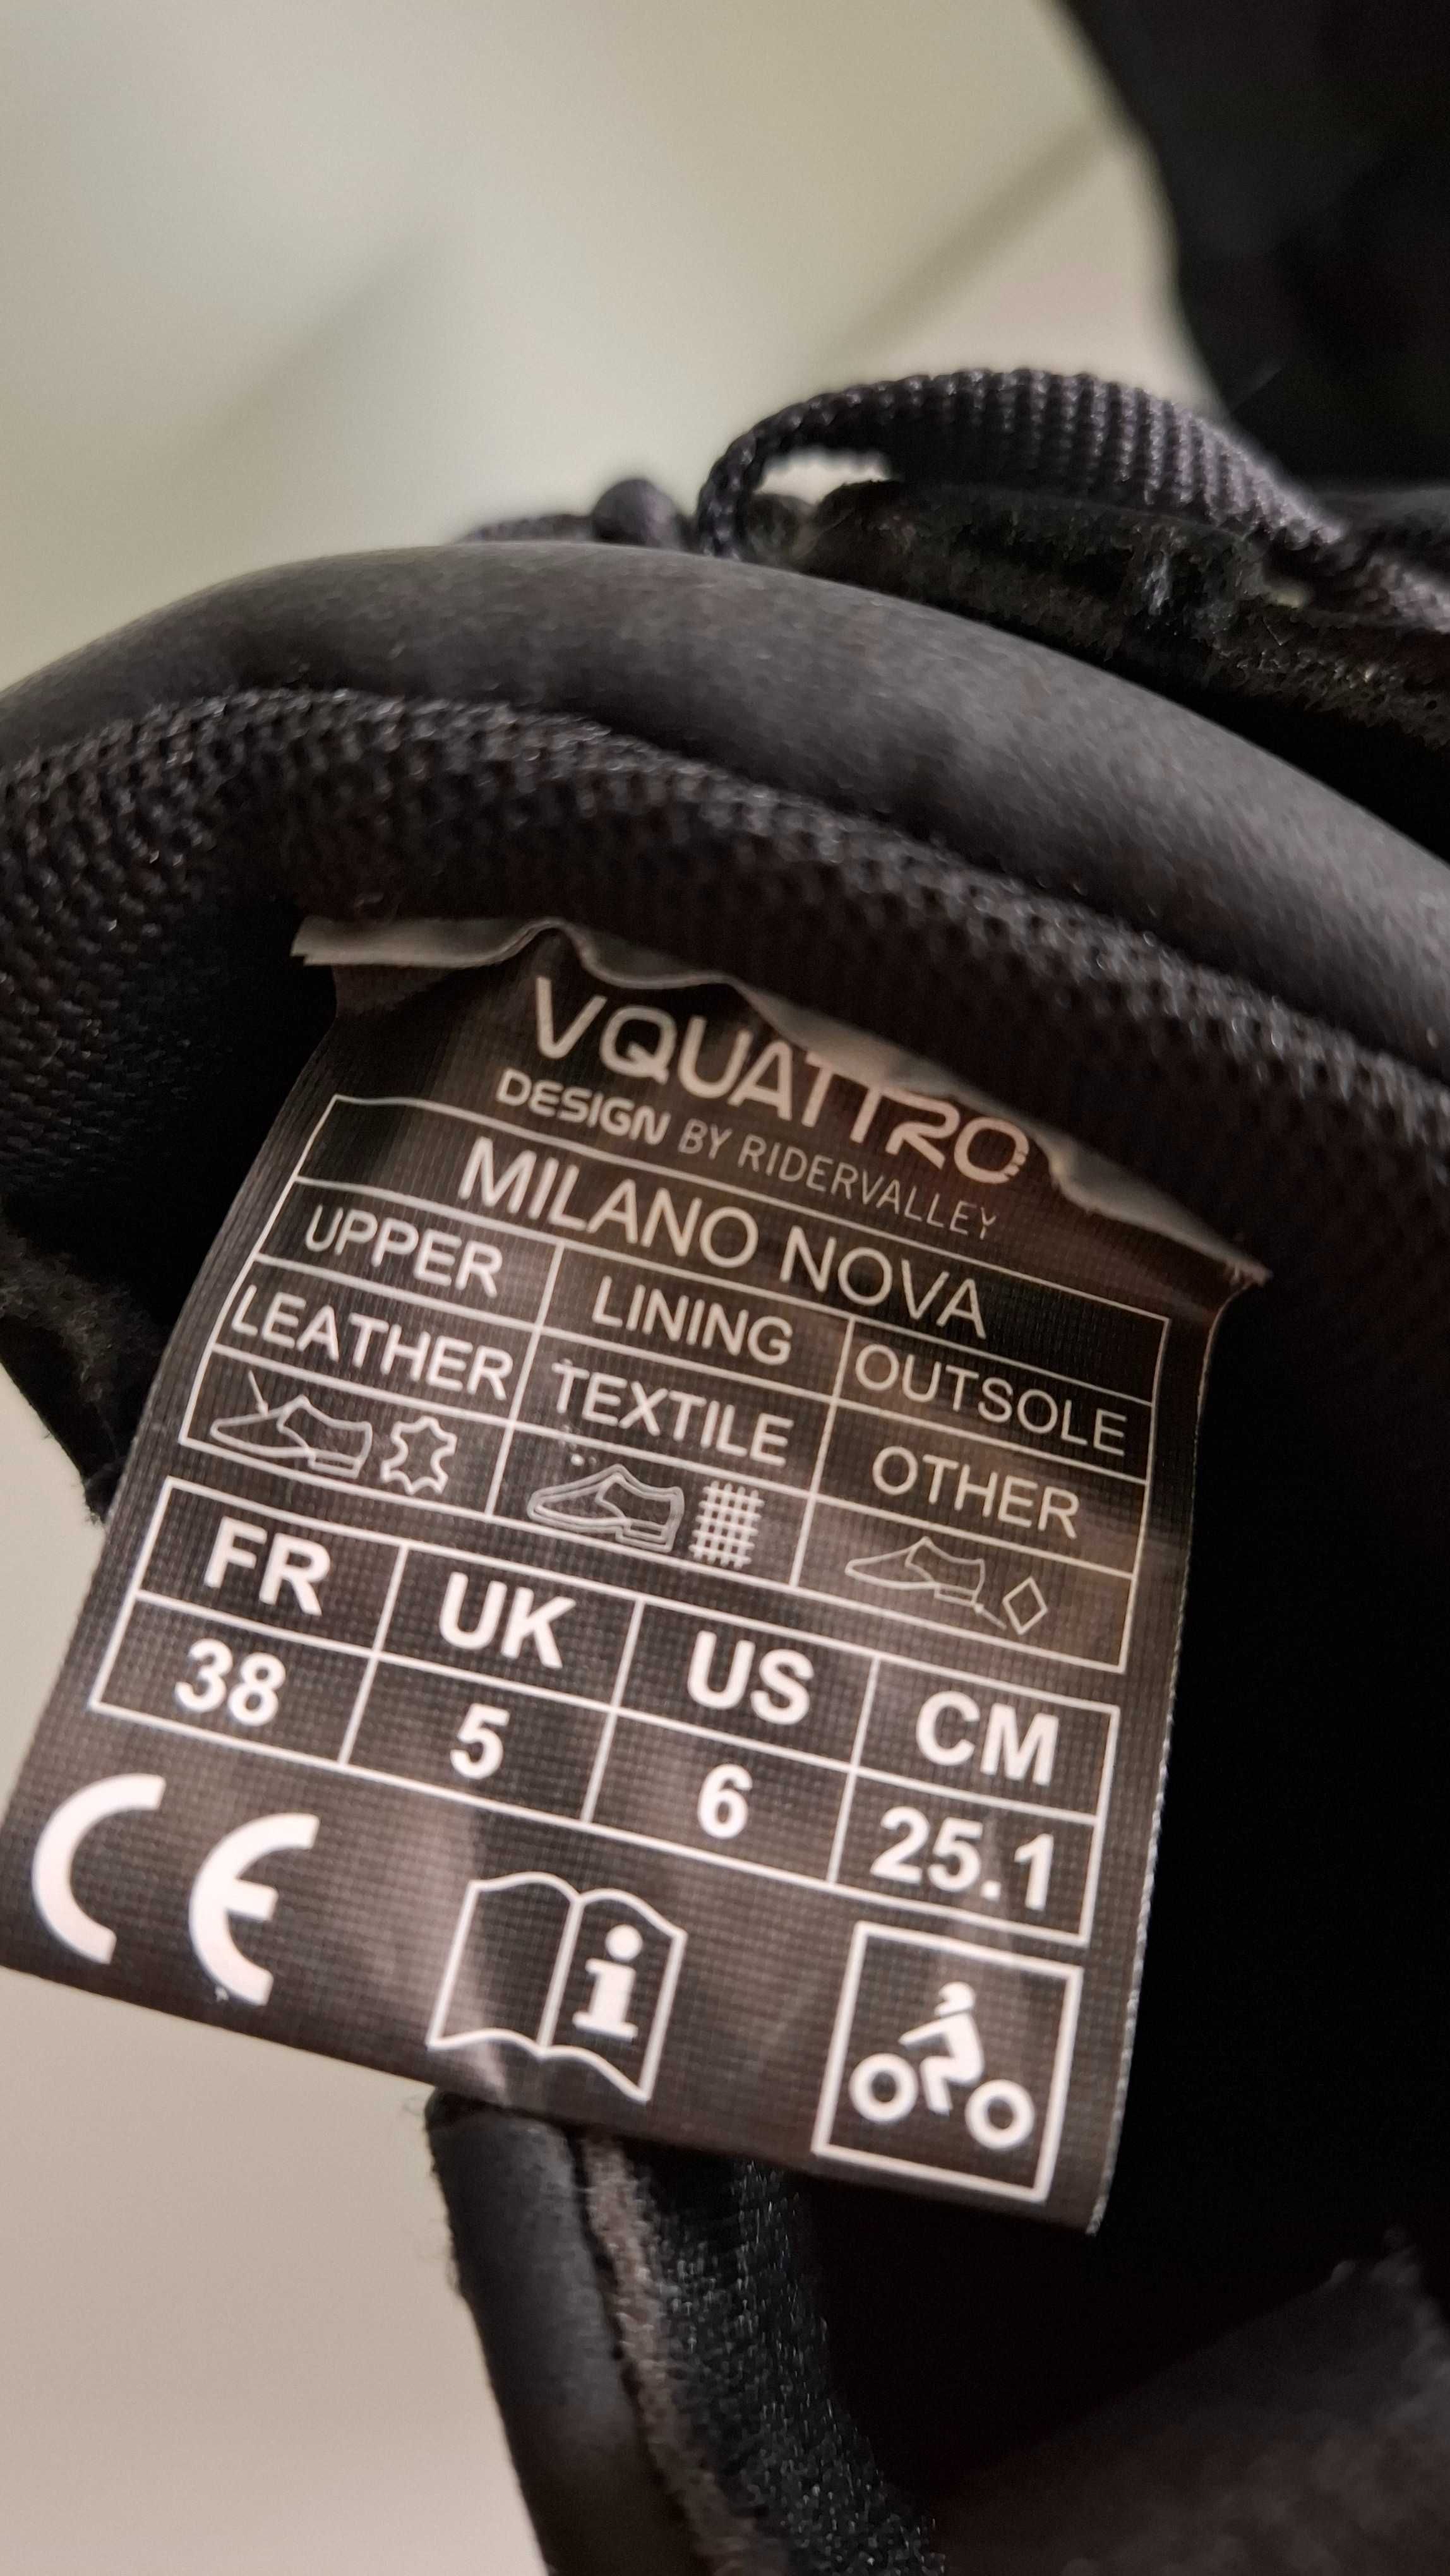 VQUATTRO
DESIGN BY RIDERVALLEY
MILANO NOVA
UPPER LINING OUTSOLE
LEATHER TEXTILE OTHER
FR UK US CM
38 5 6 25.1
CE i